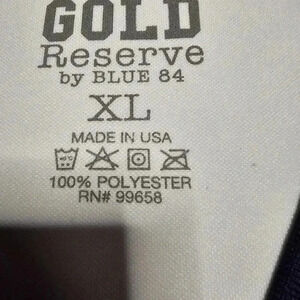 GOLD
Reserve
by BLUE 84
XL
MADE IN USA
100% POLYESTER
RN# 99658